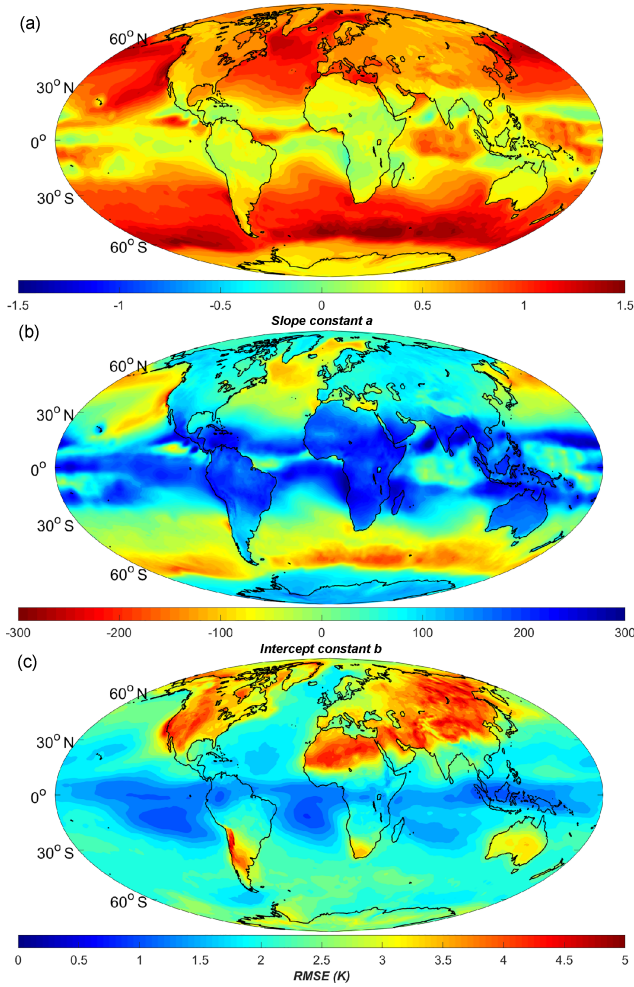 (a)
60° N
30° N
0°
30° S
60° S
-1.5 -1 -0.5 0 0.5 1 1.5
Slope constant a
(b)
60° N
30° N
0°
30° S
60° S
-300 -200 -100 0 100 200 300
Intercept constant b
(c)
60° N
30° N
0°
30° S
60° S
0 0.5 1 1.5 2 2.5 3 3.5 4 4.5 5
RMSE (K)